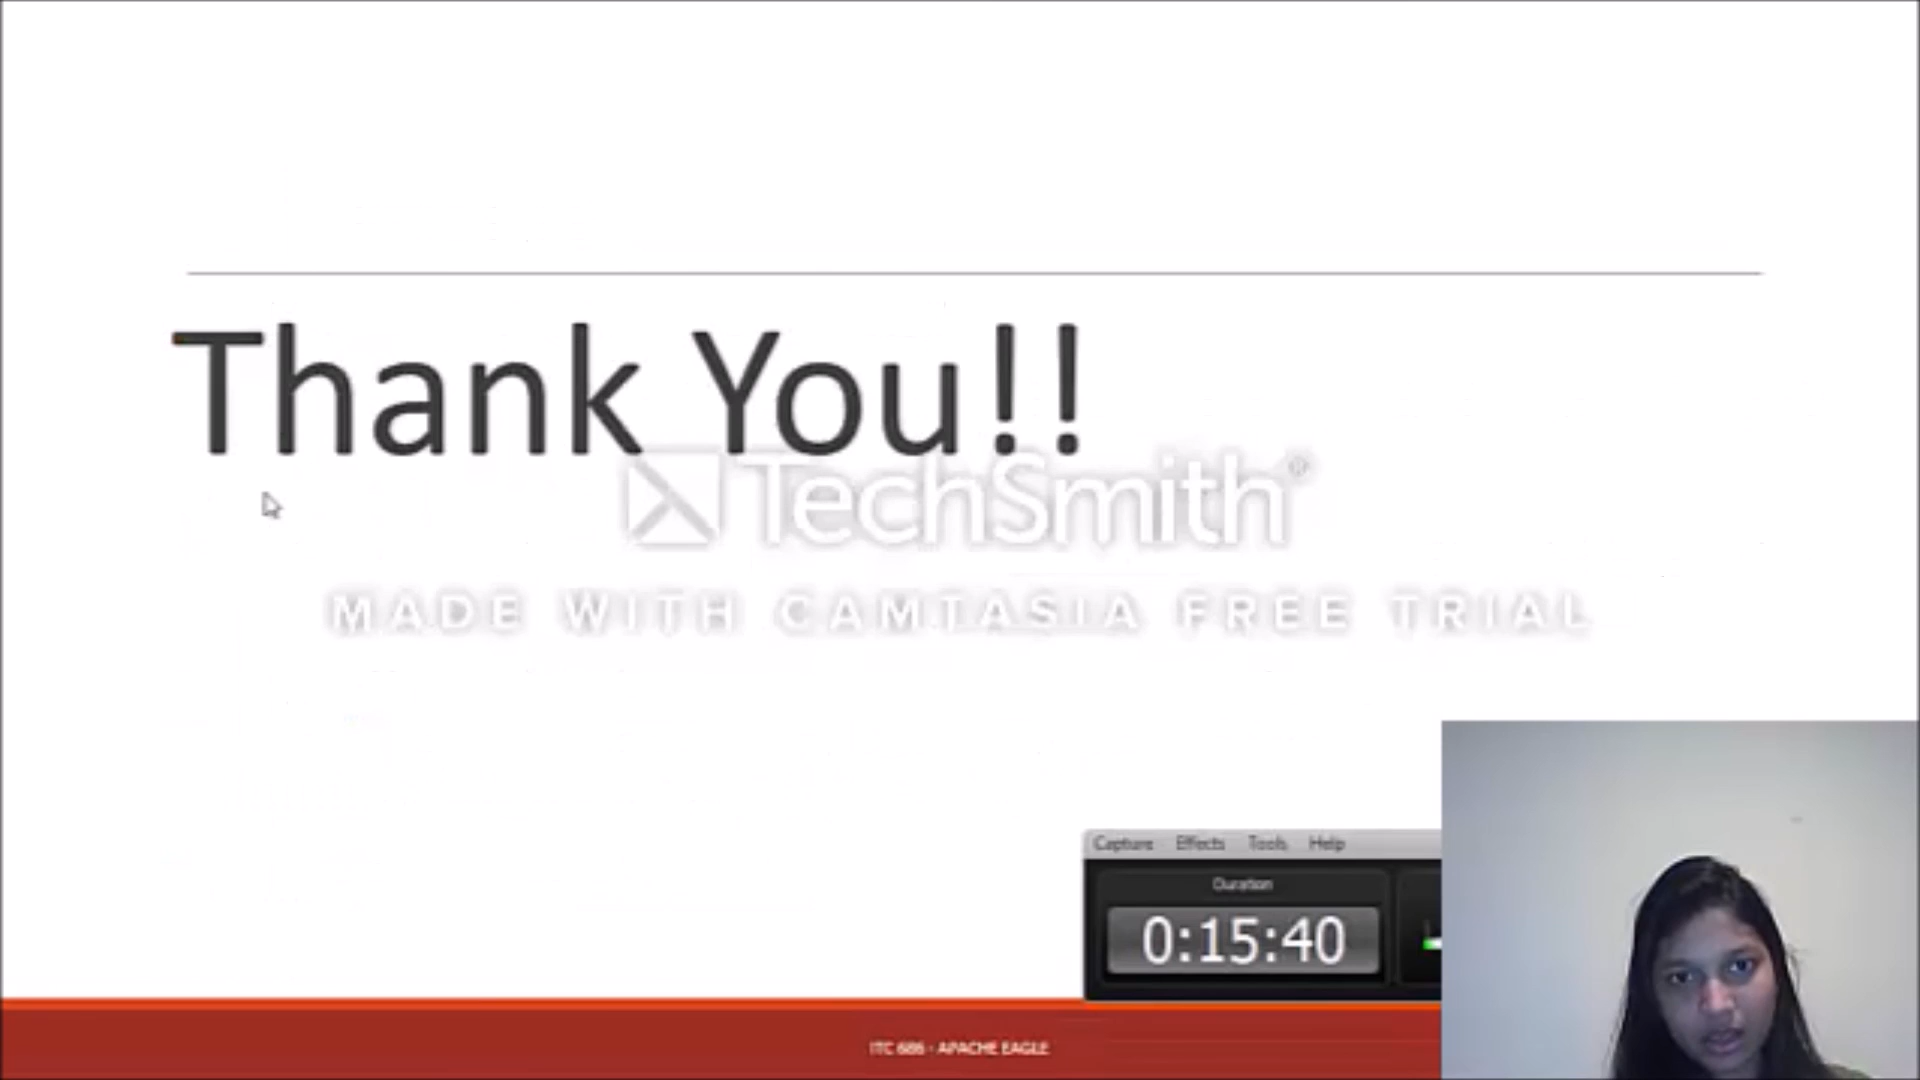 Thank You!!
TechSmith®
MADE WITH CAMTASIA FREE TRIAL
Capture Effects Tools Help
Duration
0:15:40
ITC 686 - APACHE EAGLE